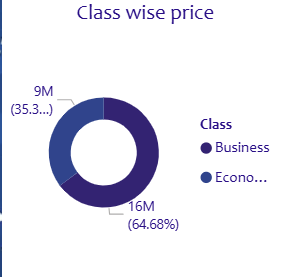 Class wise price
9M
(35.3...)
Class
Business
Econo...
16M
(64.68%)